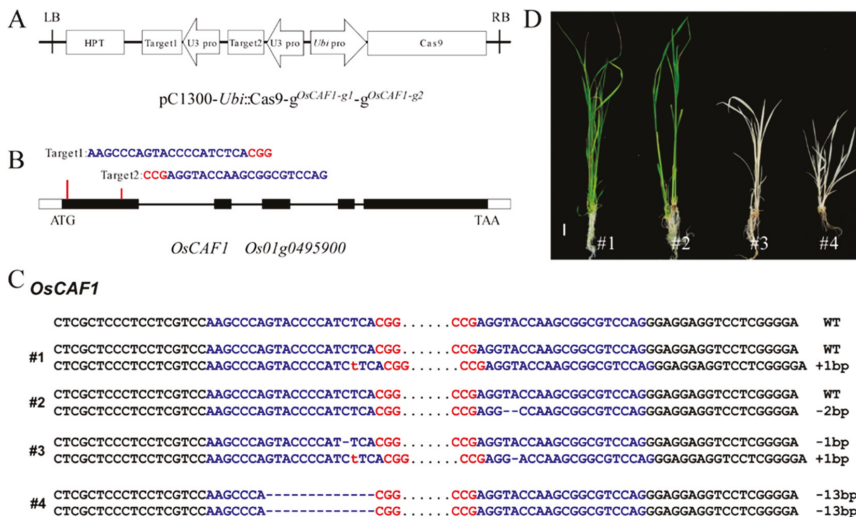 A
LB
RB
HPT
Target1
U3 pro
Target2
U3 pro
Ubi pro
Cas9
pC1300-Ubi::Cas9-gOsCAF1-g1-gOsCAF1-g2
B
Target1:AAGCCCAGTACCCCATCTCACGG
Target2:CCGAGGTACCAAGCGGCGTCCAG
ATG
TAA
OsCAF1 Os01g0495900
D
#1
#2
#3
#4
C OsCAF1
CTCGCTCCCTCCTCGTCCAAGCCCAGTACCCCATCTCACGG......CCGAGGTACCAAGCGGCGTCCAGGGAGGAGGTCCTCGGGGA WT
#1
CTCGCTCCCTCCTCGTCCAAGCCCAGTACCCCATCTCACGG......CCGAGGTACCAAGCGGCGTCCAGGGAGGAGGTCCTCGGGGA WT
CTCGCTCCCTCCTCGTCCAAGCCCAGTACCCCATCtTCACGG......CCGAGGTACCAAGCGGCGTCCAGGGAGGAGGTCCTCGGGGA +1bp
#2
CTCGCTCCCTCCTCGTCCAAGCCCAGTACCCCATCTCACGG......CCGAGGTACCAAGCGGCGTCCAGGGAGGAGGTCCTCGGGGA WT
CTCGCTCCCTCCTCGTCCAAGCCCAGTACCCCATCTCACGG......CCGAGG--CCAAGCGGCGTCCAGGGAGGAGGTCCTCGGGGA -2bp
#3
CTCGCTCCCTCCTCGTCCAAGCCCAGTACCCCAT-TCACGG......CCGAGGTACCAAGCGGCGTCCAGGGAGGAGGTCCTCGGGGA -1bp
CTCGCTCCCTCCTCGTCCAAGCCCAGTACCCCATCtTCACGG......CCGAGG-ACCAAGCGGCGTCCAGGGAGGAGGTCCTCGGGGA +1bp
#4
CTCGCTCCCTCCTCGTCCAAGCCCA-------------CGG......CCGAGGTACCAAGCGGCGTCCAGGGAGGAGGTCCTCGGGGA -13bp
CTCGCTCCCTCCTCGTCCAAGCCCA-------------CGG......CCGAGGTACCAAGCGGCGTCCAGGGAGGAGGTCCTCGGGGA -13bp